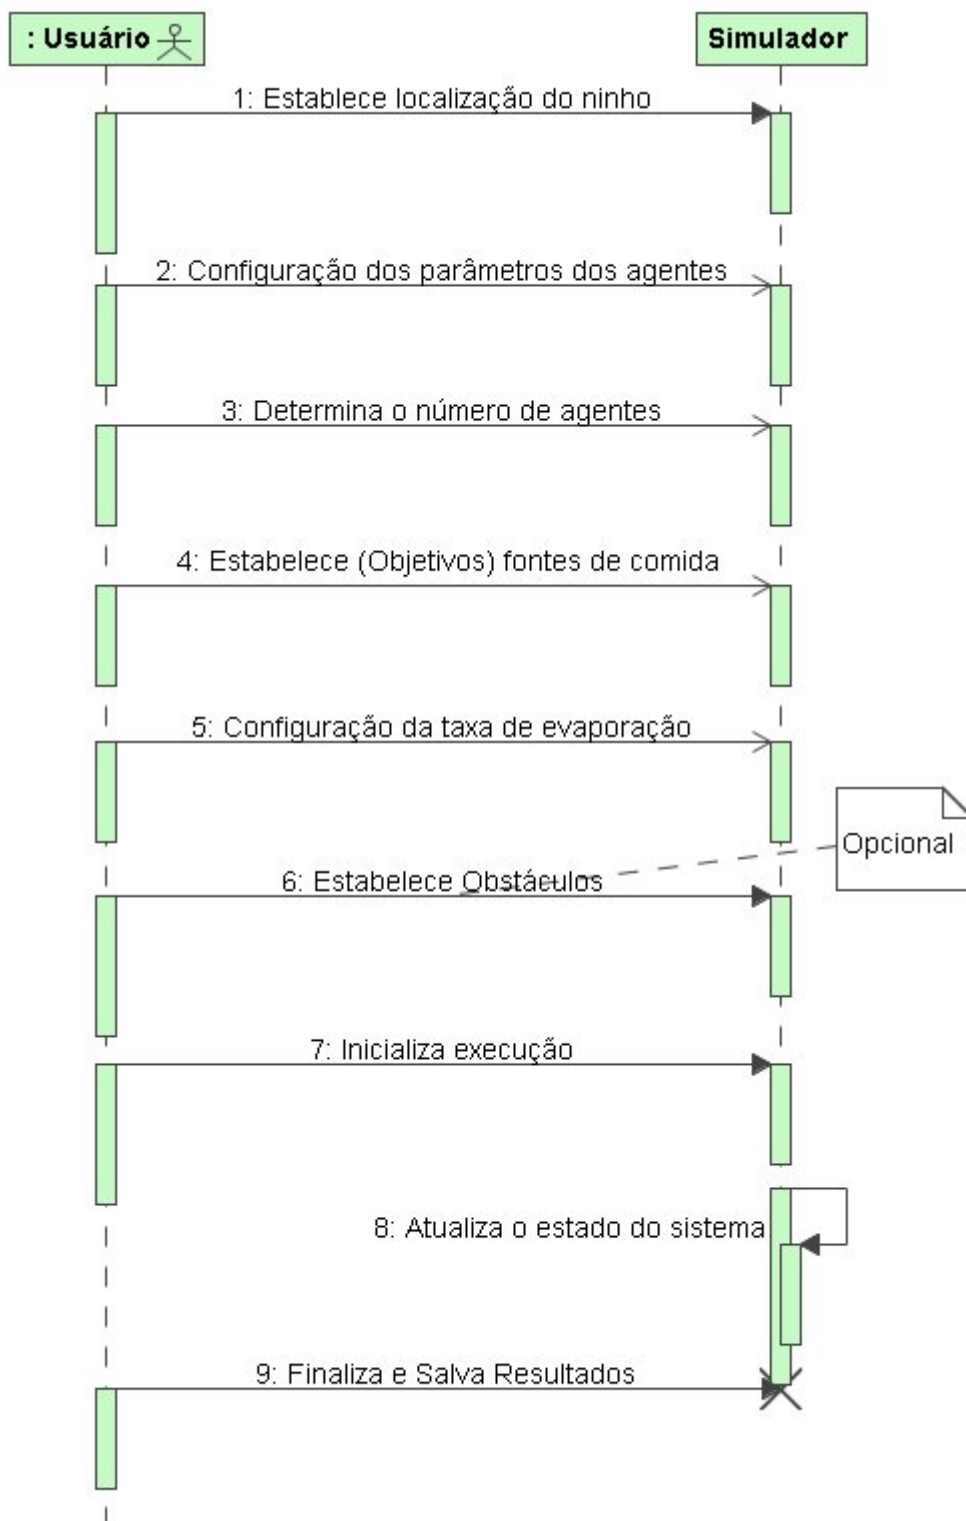 : Usuário
Simulador
1: Establece localização do ninho
2: Configuração dos parâmetros dos agentes
3: Determina o número de agentes
4: Estabelece (Objetivos) fontes de comida
5: Configuração da taxa de evaporação
Opcional
6: Estabelece Obstáculos
7: Inicializa execução
8: Atualiza o estado do sistema
9: Finaliza e Salva Resultados